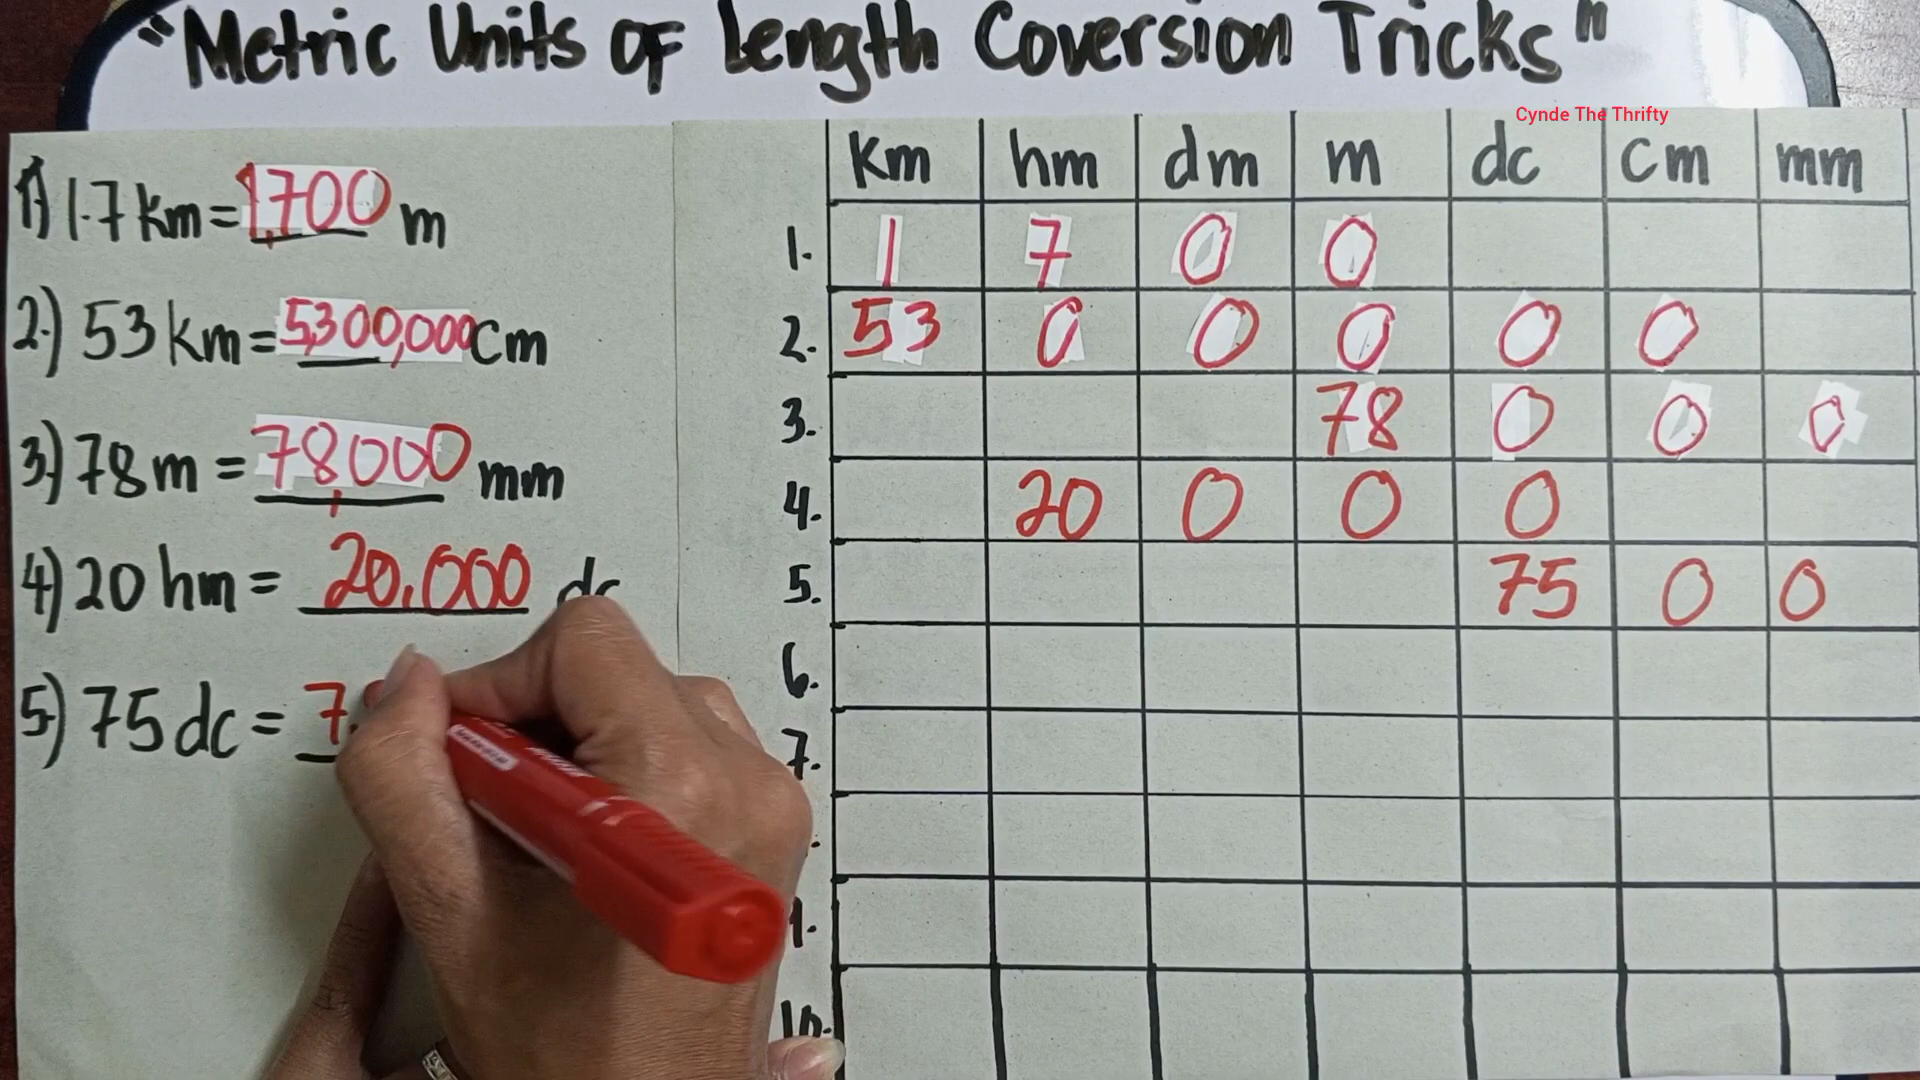 "Metric Units of Length Coversion Tricks"
Cynde The Thrifty
1) 1.7 km = 1,700 m
2.) 53 km = 5,300,000 cm
3.) 78 m = 78,000 mm
4) 20 hm = 20,000 dc
5) 75 dc = 7,
km hm dm m dc cm mm
1. 1 7 0 0
2. 53 0 0 0 0 0
3. 78 0 0 0
4. 20 0 0 0
5. 75 0 0
6.
7.
10.